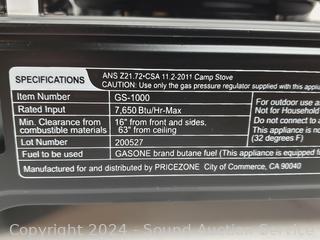 SPECIFICATIONS
ANS Z21.72•CSA 11.2-2011 Camp Stove
CAUTION: Use only the gas pressure regulator supplied with this appl
Item Number GS-1000
Rated Input 7,650 Btu/Hr-Max
Min. Clearance from combustible materials 16" from front and sides, 63" from ceiling
Lot Number 200527
Fuel to be used GASONE brand butane fuel (This appliance is equipped f
For outdoor use
Not for Household
Do not connect to a
This
(32 degrees F)
Manufactured for and distributed by PRICEZONE City of Commerce, CA 90040
Copyright 2024 - Sound Auction Service - Do